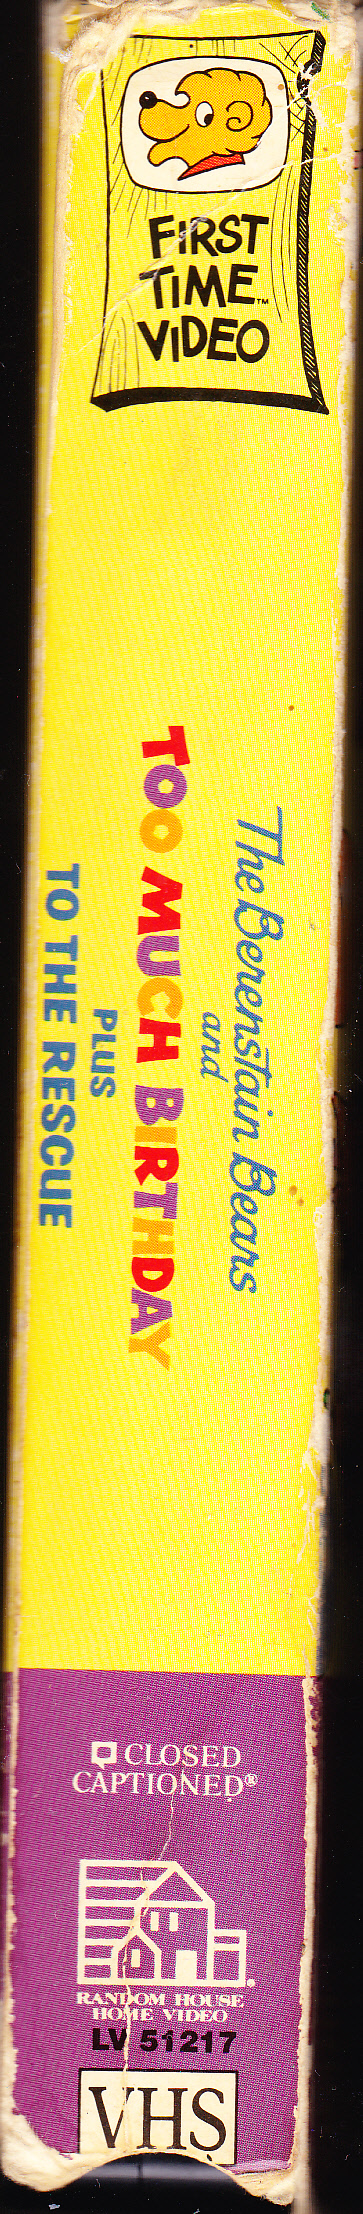 FIRST
TIME™
VIDEO
The Berenstain Bears
and
TOO MUCH BIRTHDAY
PLUS
TO THE RESCUE
CLOSED
CAPTIONED®
RANDOM HOUSE
HOME VIDEO
LV 51217
VHS